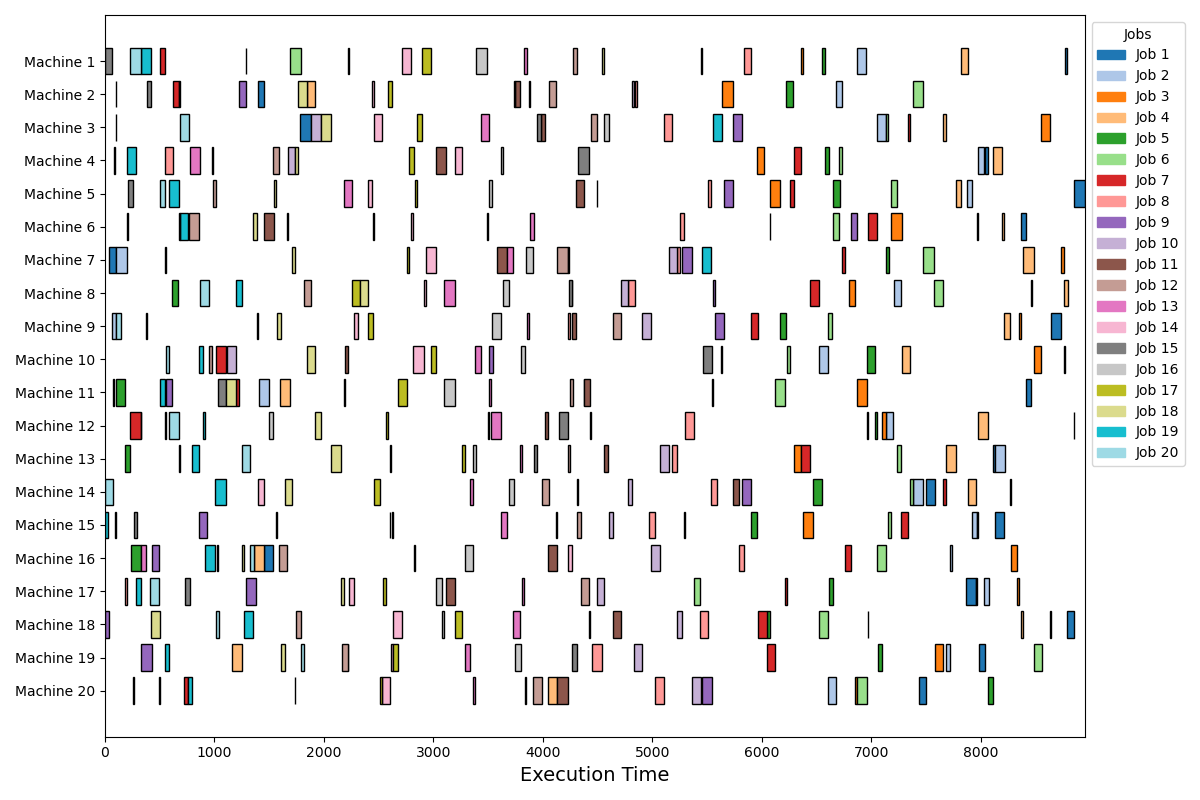 Machine 1
Machine 2
Machine 3
Machine 4
Machine 5
Machine 6
Machine 7
Machine 8
Machine 9
Machine 10
Machine 11
Machine 12
Machine 13
Machine 14
Machine 15
Machine 16
Machine 17
Machine 18
Machine 19
Machine 20
0 1000 2000 3000 4000 5000 6000 7000 8000
Execution Time
Jobs
Job 1
Job 2
Job 3
Job 4
Job 5
Job 6
Job 7
Job 8
Job 9
Job 10
Job 11
Job 12
Job 13
Job 14
Job 15
Job 16
Job 17
Job 18
Job 19
Job 20